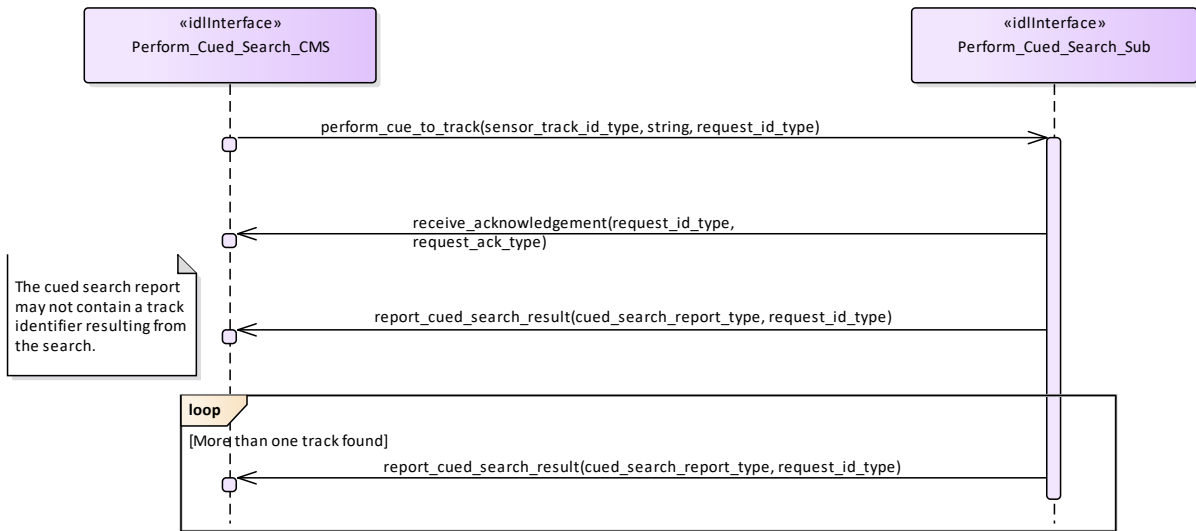 «idlInterface»
Perform_Cued_Search_CMS
«idlInterface»
Perform_Cued_Search_Sub
perform_cue_to_track(sensor_track_id_type, string, request_id_type)
receive_acknowledgement(request_id_type,
request_ack_type)
The cued search report
may not contain a track
identifier resulting from
the search.
report_cued_search_result(cued_search_report_type, request_id_type)
loop
[More than one track found]
report_cued_search_result(cued_search_report_type, request_id_type)